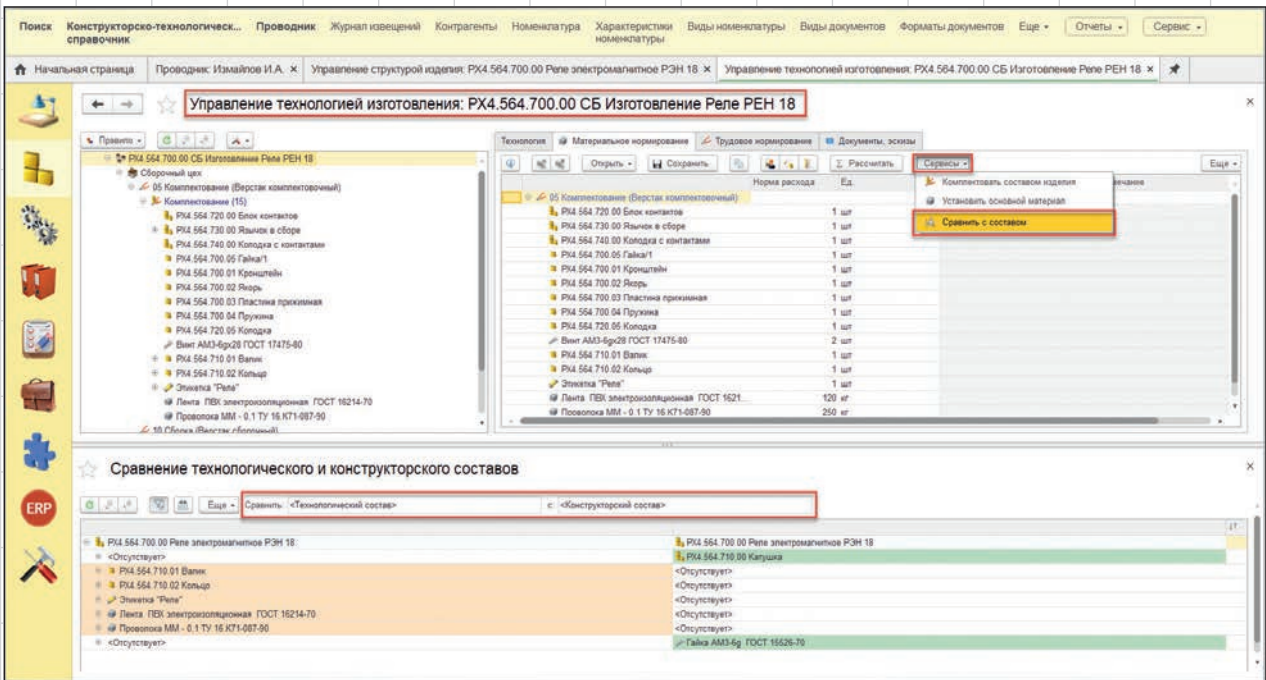 Поиск Конструкторско-технологическ... Проводник Журнал извещений Контрагенты Номенклатура Характеристики Виды номенклатуры Виды документов Форматы документов Еще Отчеты Сервис
справочник номенклатуры
Начальная страница Проводник: Измайлов И.А. × Управление структурой изделия: РХ4.564.700.00 Реле электромагнитное РЭН 18 × Управление технологией изготовления: РХ4.564.700.00 СБ Изготовление Реле РЕН 18 ×
Управление технологией изготовления: РХ4.564.700.00 СБ Изготовление Реле РЕН 18
Правило
РХ4.564.700.00 СБ Изготовление Реле РЕН 18
Сборочный цех
05 Комплектование (Верстак комплектовочный)
Комплектование (15)
РХ4.564.720.00 Блок контактов
РХ4.564.730.00 Язычок в сборе
РХ4.564.740.00 Колодка с контактами
РХ4.564.700.05 Гайка/1
РХ4.564.700.01 Кронштейн
РХ4.564.700.02 Якорь
РХ4.564.700.03 Пластина прижимная
РХ4.564.700.04 Пружина
РХ4.564.720.05 Колодка
Винт АМ3-6gx28 ГОСТ 17475-80
РХ4.564.710.01 Валик
РХ4.564.710.02 Кольцо
Этикетка "Реле"
Лента ПВХ электроизоляционная ГОСТ 16214-70
Проволока ММ - 0,1 ТУ 16.К71-087-90
10 Сборка (Верстак сборочный)
Технология Материальное нормирование Трудовое нормирование Документы, эскизы
Открыть Сохранить Σ Рассчитать Сервисы Еще
Норма расхода Ед. ечание
Комплектовать составом изделия
Установить основной материал
Сравнить с составом
05 Комплектование (Верстак комплектовочный)
РХ4.564.720.00 Блок контактов 1 шт
РХ4.564.730.00 Язычок в сборе 1 шт
РХ4.564.740.00 Колодка с контактами 1 шт
РХ4.564.700.05 Гайка/1 1 шт
РХ4.564.700.01 Кронштейн 1 шт
РХ4.564.700.02 Якорь 1 шт
РХ4.564.700.03 Пластина прижимная 1 шт
РХ4.564.700.04 Пружина 1 шт
РХ4.564.720.05 Колодка 1 шт
Винт АМ3-6gx28 ГОСТ 17475-80 2 шт
РХ4.564.710.01 Валик 1 шт
РХ4.564.710.02 Кольцо 1 шт
Этикетка "Реле" 1 шт
Лента ПВХ электроизоляционная ГОСТ 1621... 120 кг
Проволока ММ - 0,1 ТУ 16.К71-087-90 250 кг
Сравнение технологического и конструкторского составов
Еще Сравнить: <Технологический состав> с: <Конструкторский состав>
РХ4.564.700.00 Реле электромагнитное РЭН 18 РХ4.564.700.00 Реле электромагнитное РЭН 18
<Отсутствует> РХ4.564.710.00 Катушка
РХ4.564.710.01 Валик <Отсутствует>
РХ4.564.710.02 Кольцо <Отсутствует>
Этикетка "Реле" <Отсутствует>
Лента ПВХ электроизоляционная ГОСТ 16214-70 <Отсутствует>
Проволока ММ - 0,1 ТУ 16.К71-087-90 <Отсутствует>
<Отсутствует> Гайка АМ3-6g ГОСТ 15526-70
ERP